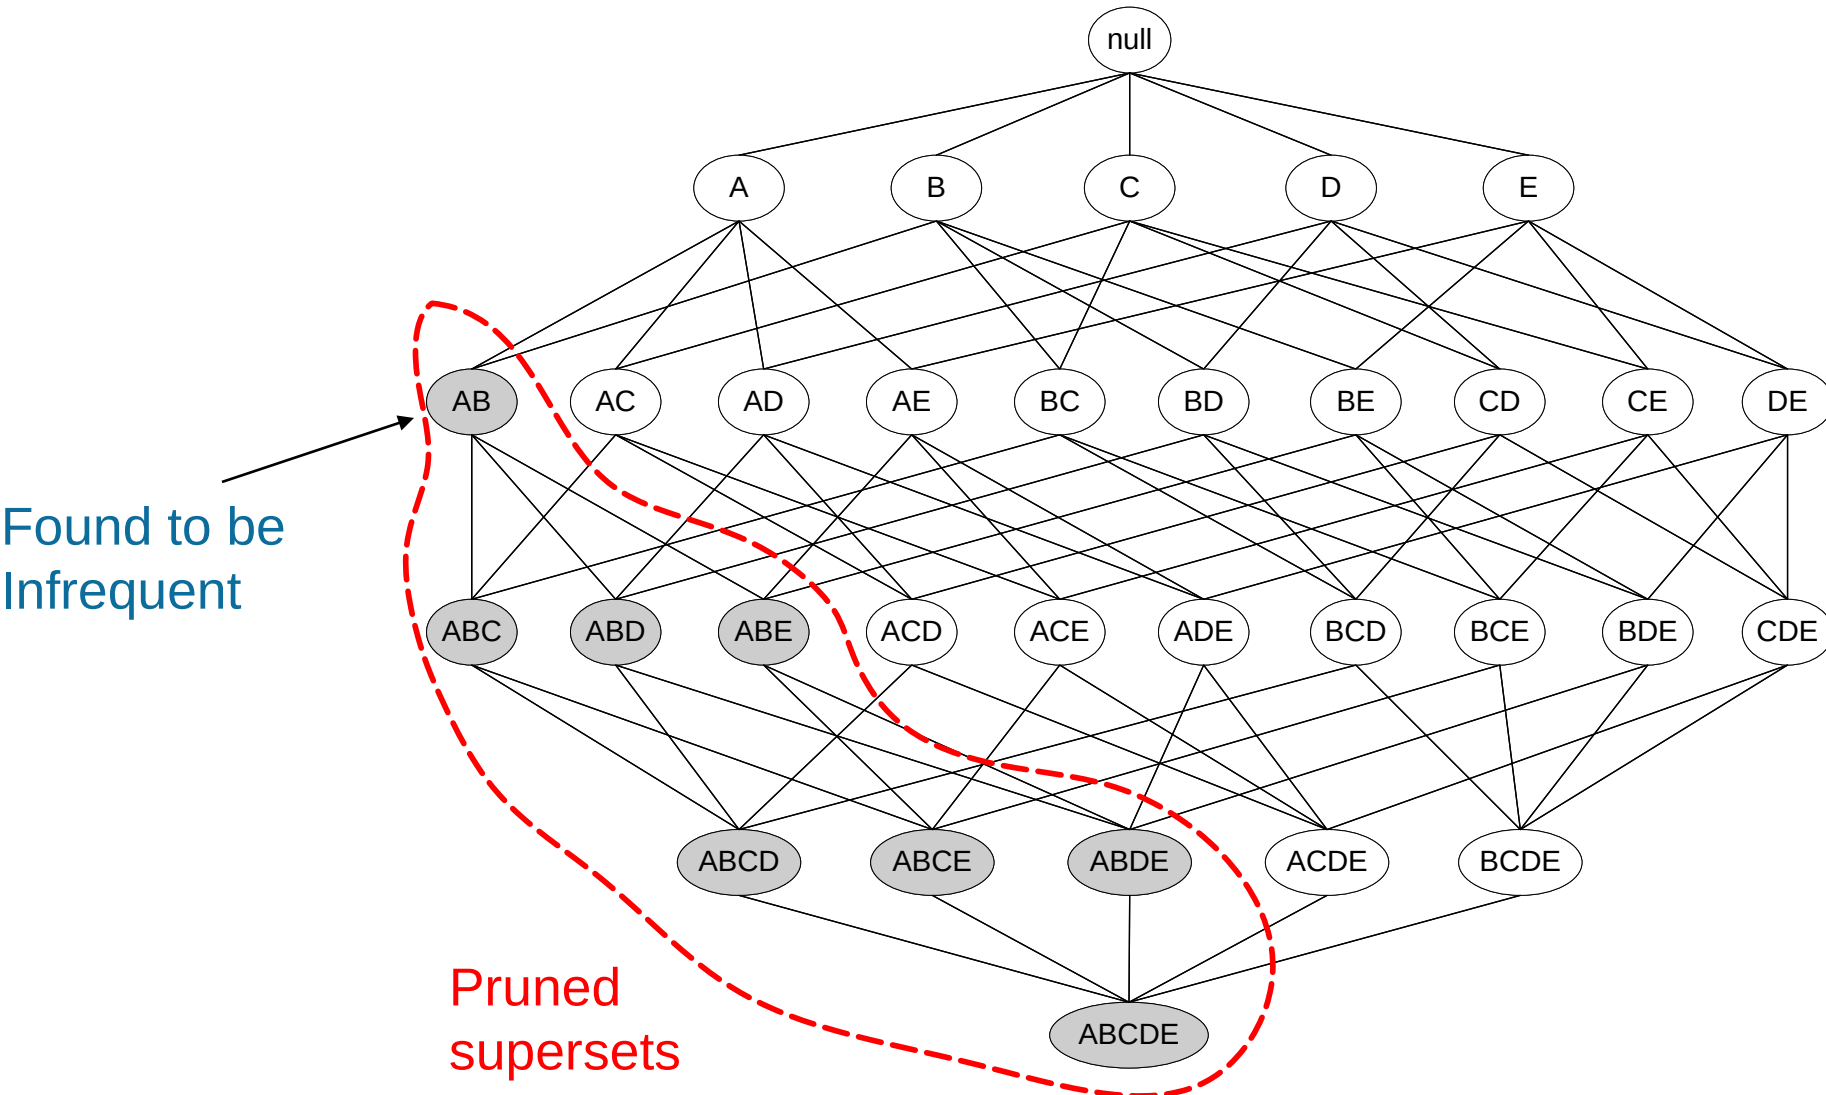 null
A B C D E
AB AC AD AE BC BD BE CD CE DE
Found to be
Infrequent
ABC ABD ABE ACD ACE ADE BCD BCE BDE CDE
ABCD ABCE ABDE ACDE BCDE
Pruned
supersets
ABCDE